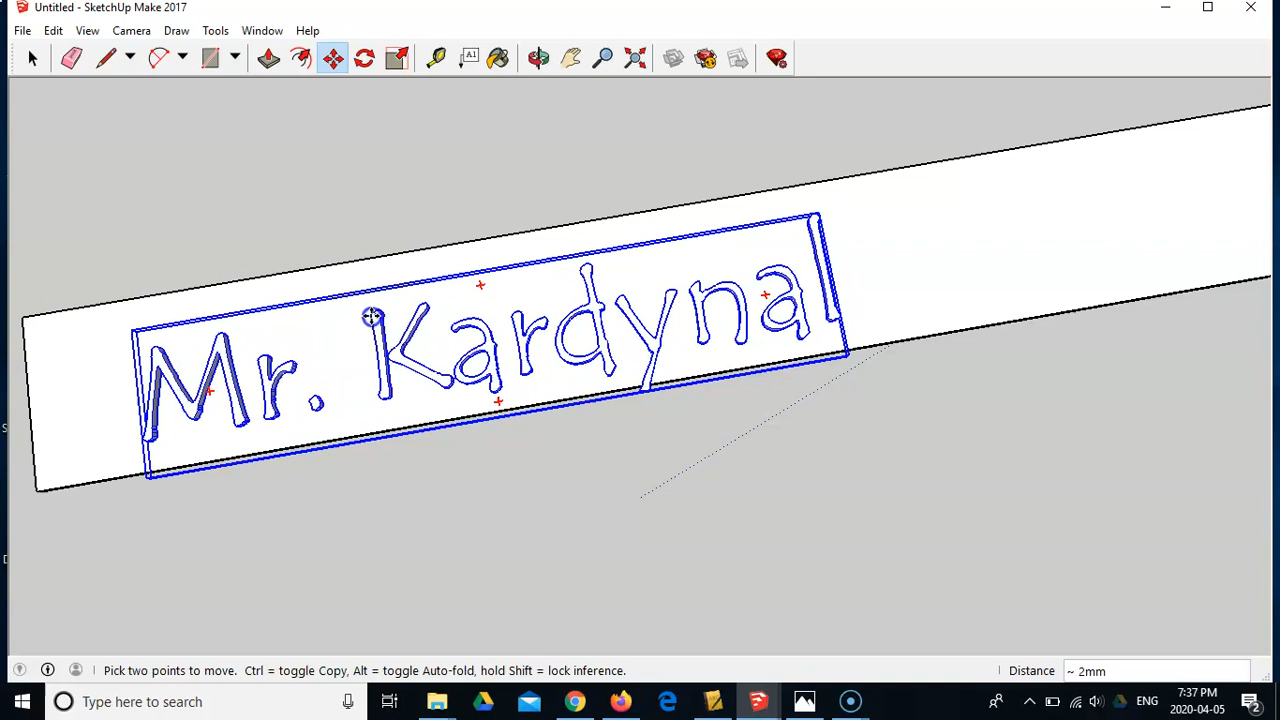 Untitled - SketchUp Make 2017
File Edit View Camera Draw Tools Window Help
A1
Mr. Kardynal
Pick two points to move. Ctrl = toggle Copy, Alt = toggle Auto-fold, hold Shift = lock inference.
Distance ~ 2mm
Type here to search
ENG
7:37 PM
2020-04-05
2